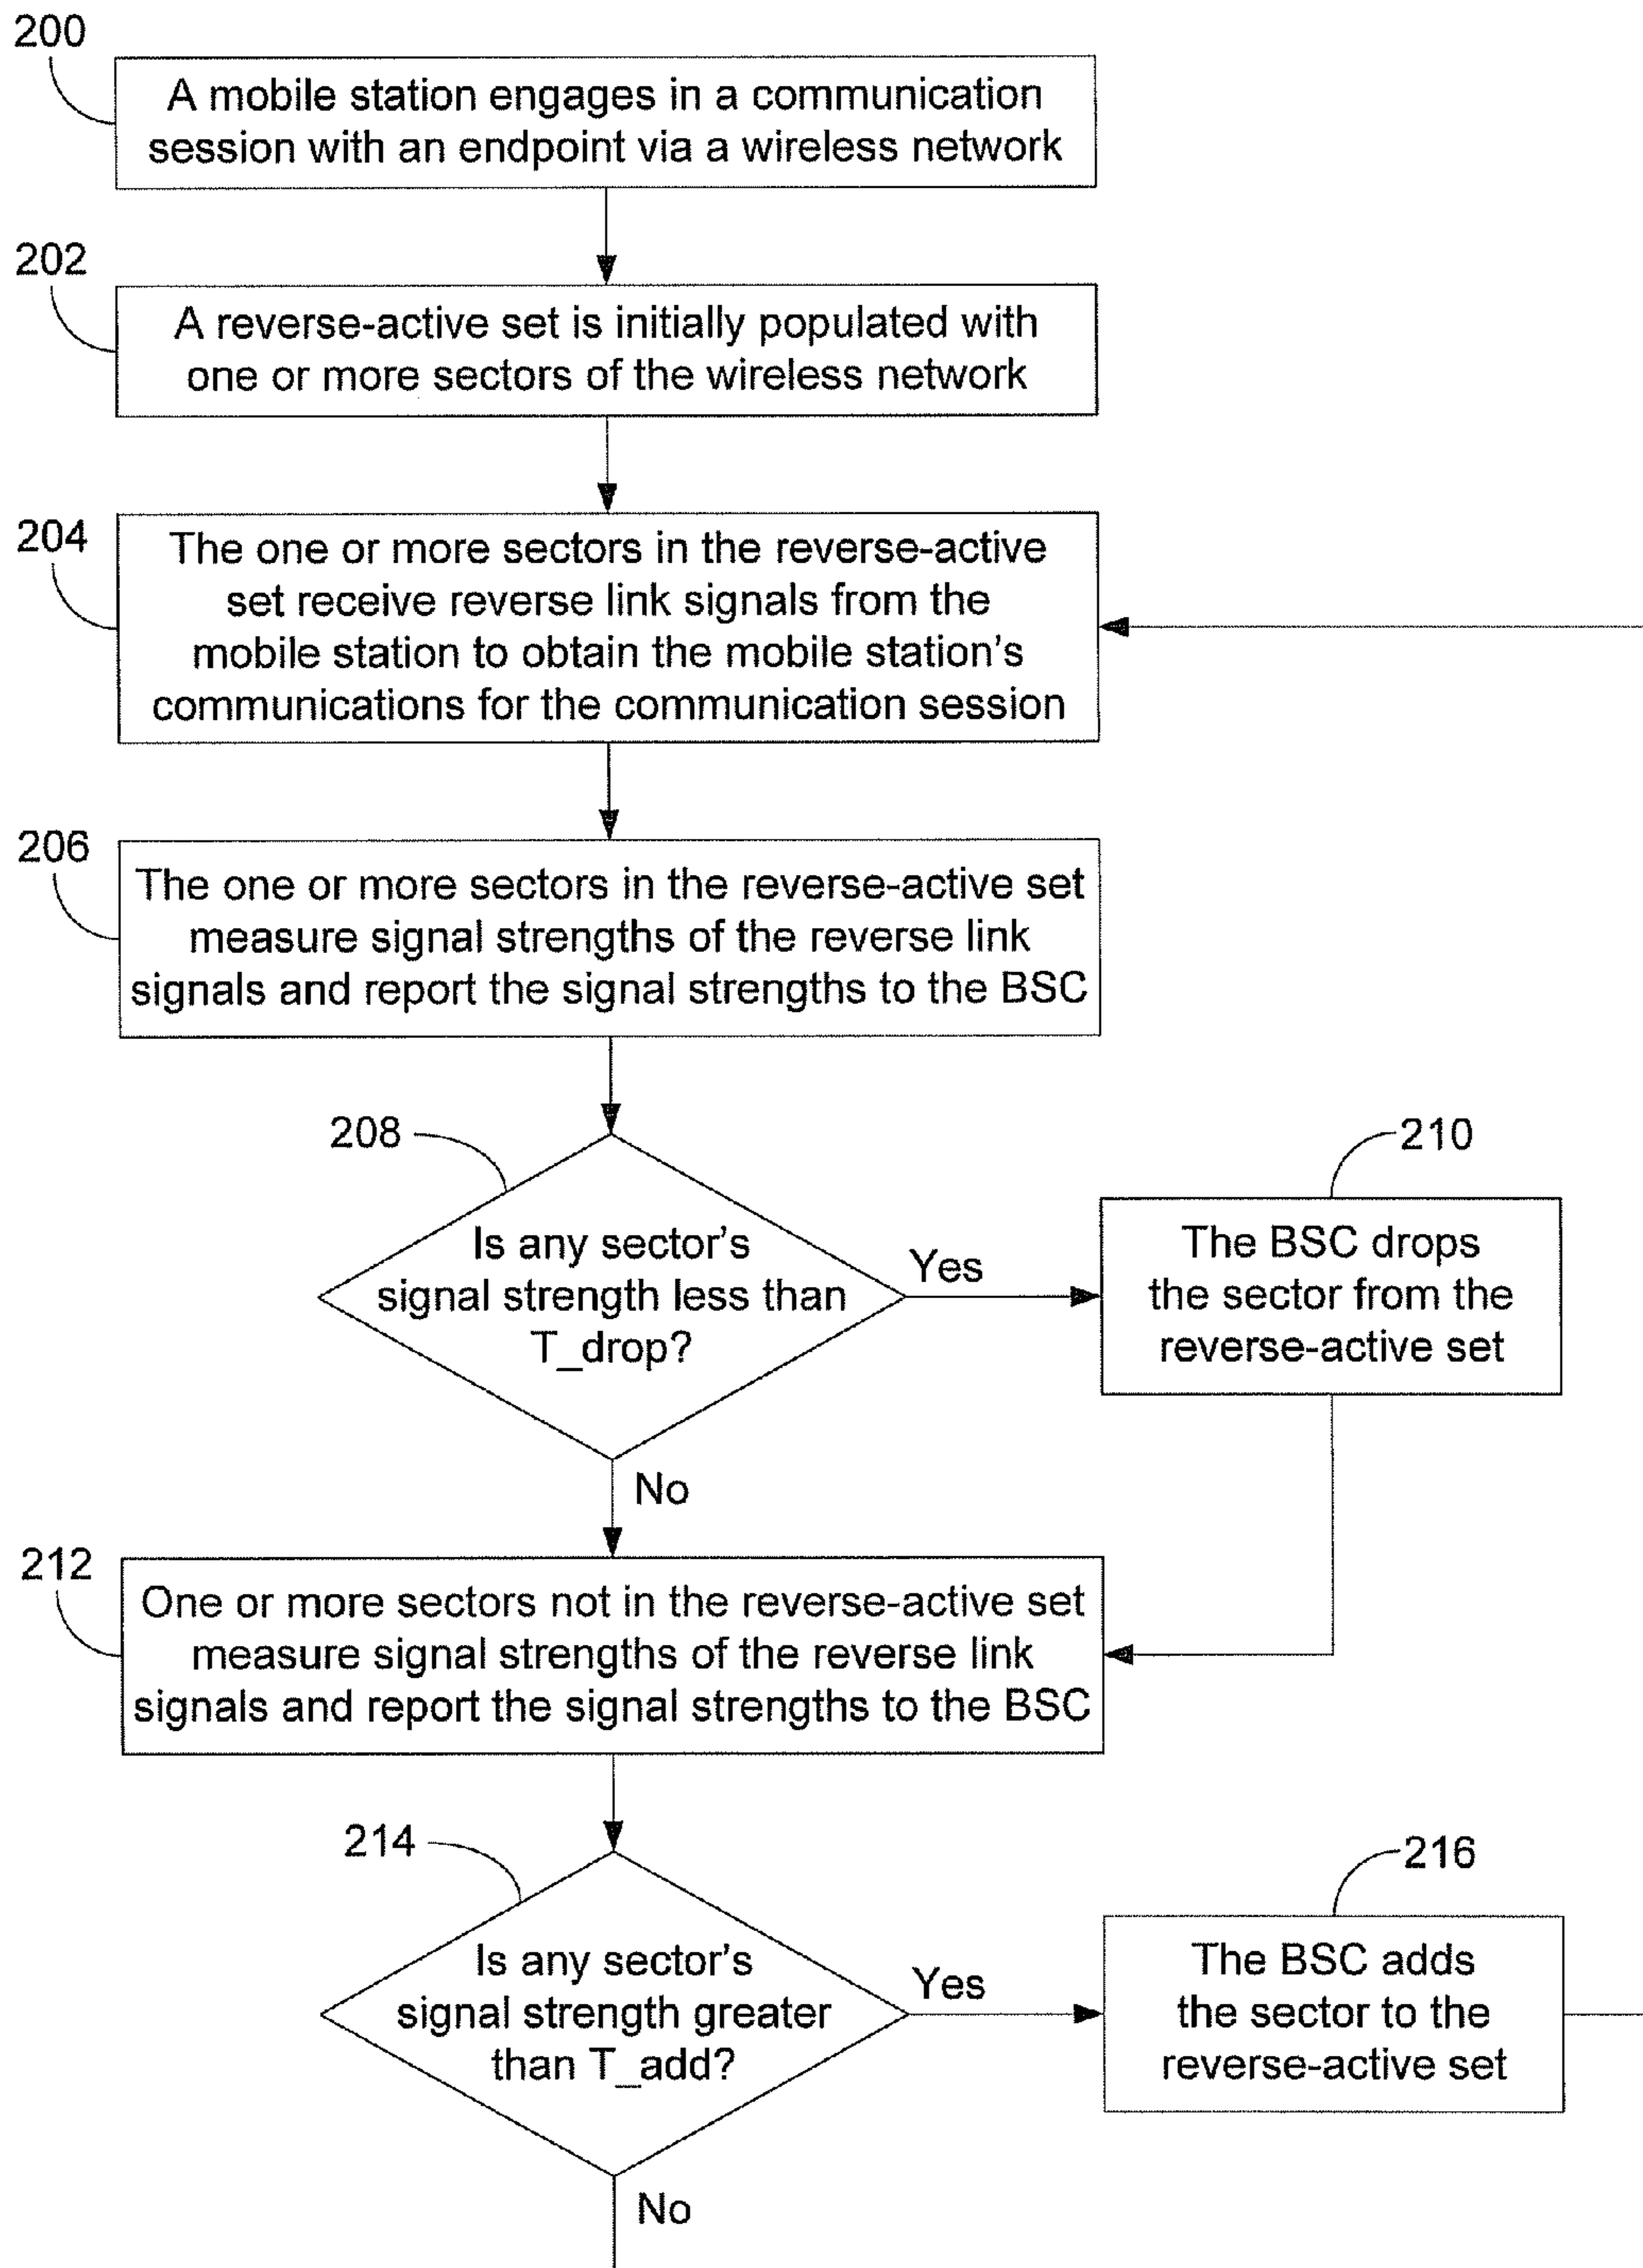 200
A mobile station engages in a communication
session with an endpoint via a wireless network
202
A reverse-active set is initially populated with
one or more sectors of the wireless network
204
The one or more sectors in the reverse-active
set receive reverse link signals from the
mobile station to obtain the mobile station's
communications for the communication session
206
The one or more sectors in the reverse-active set
measure signal strengths of the reverse link
signals and report the signal strengths to the BSC
208
Is any sector's
signal strength less than
T_drop?
Yes
210
The BSC drops
the sector from the
reverse-active set
No
212
One or more sectors not in the reverse-active set
measure signal strengths of the reverse link
signals and report the signal strengths to the BSC
214
Is any sector's
signal strength greater
than T_add?
Yes
216
The BSC adds
the sector to the
reverse-active set
No